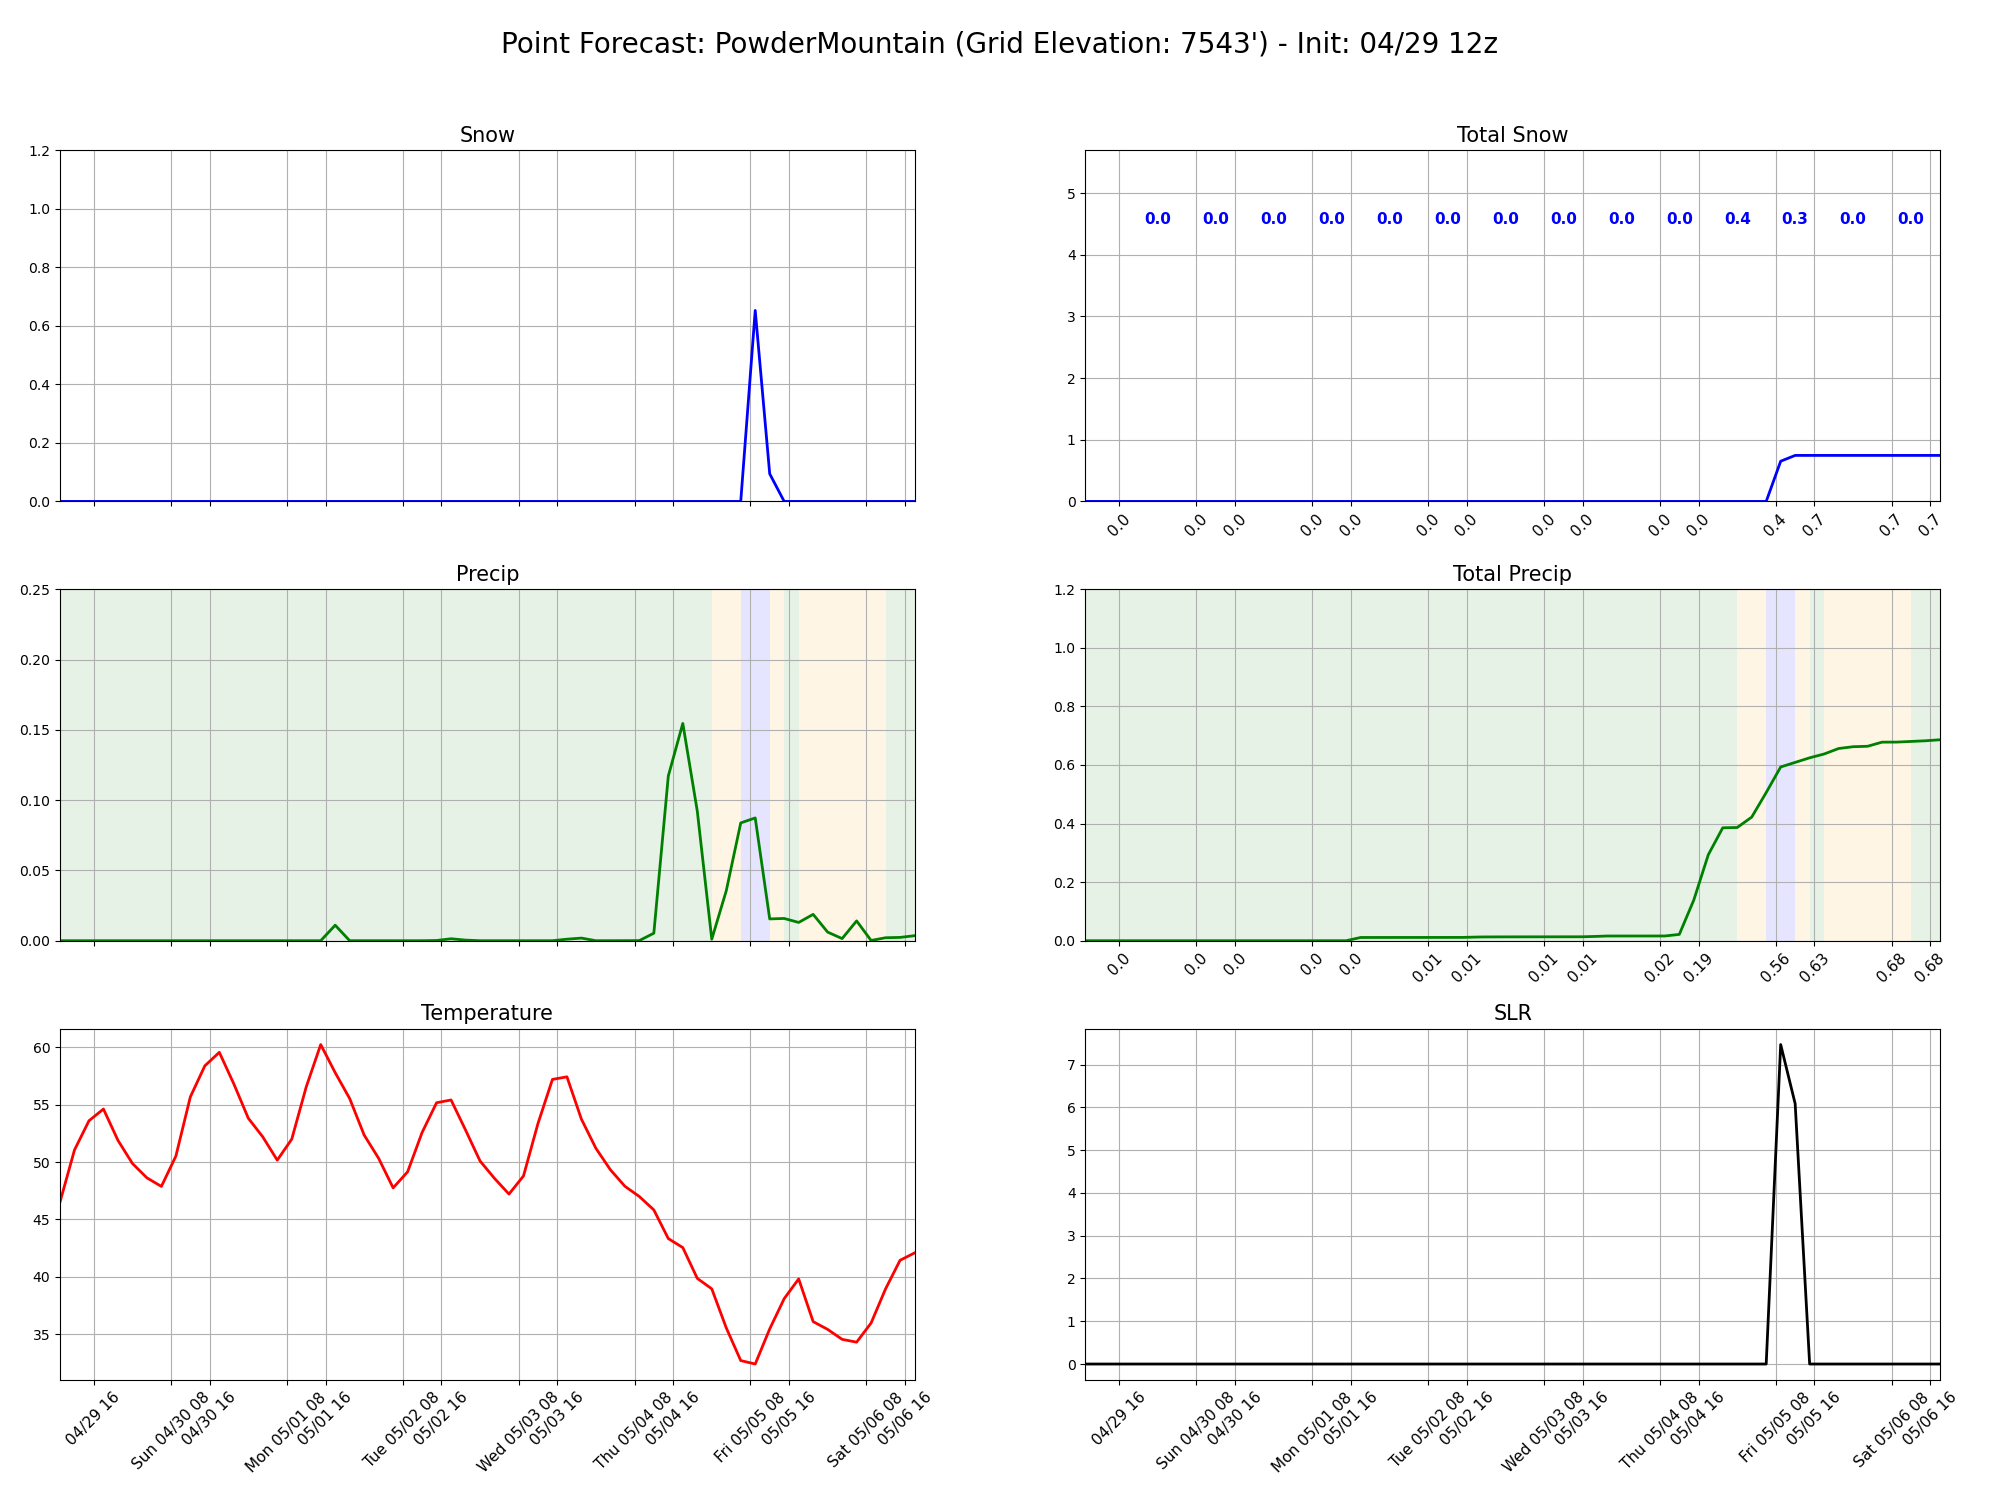 Point Forecast: PowderMountain (Grid Elevation: 7543') - Init: 04/29 12z
Snow
1.2
1.0
0.8
0.6
0.4
0.2
0.0
Total Snow
5
4
3
2
1
0
0.0 0.0 0.0 0.0 0.0 0.0 0.0 0.0 0.0 0.0 0.4 0.3 0.0 0.0
0.0 0.0 0.0 0.0 0.0 0.0 0.0 0.0 0.0 0.0 0.0 0.4 0.7 0.7 0.7
Precip
0.25
0.20
0.15
0.10
0.05
0.00
Total Precip
1.2
1.0
0.8
0.6
0.4
0.2
0.0
0.0 0.0 0.0 0.0 0.0 0.01 0.01 0.01 0.01 0.02 0.19 0.56 0.63 0.68 0.68
Temperature
60
55
50
45
40
35
04/29 16
Sun 04/30 08
04/30 16
Mon 05/01 08
05/01 16
Tue 05/02 08
05/02 16
Wed 05/03 08
05/03 16
Thu 05/04 08
05/04 16
Fri 05/05 08
05/05 16
Sat 05/06 08
05/06 16
SLR
7
6
5
4
3
2
1
0
04/29 16
Sun 04/30 08
04/30 16
Mon 05/01 08
05/01 16
Tue 05/02 08
05/02 16
Wed 05/03 08
05/03 16
Thu 05/04 08
05/04 16
Fri 05/05 08
05/05 16
Sat 05/06 08
05/06 16